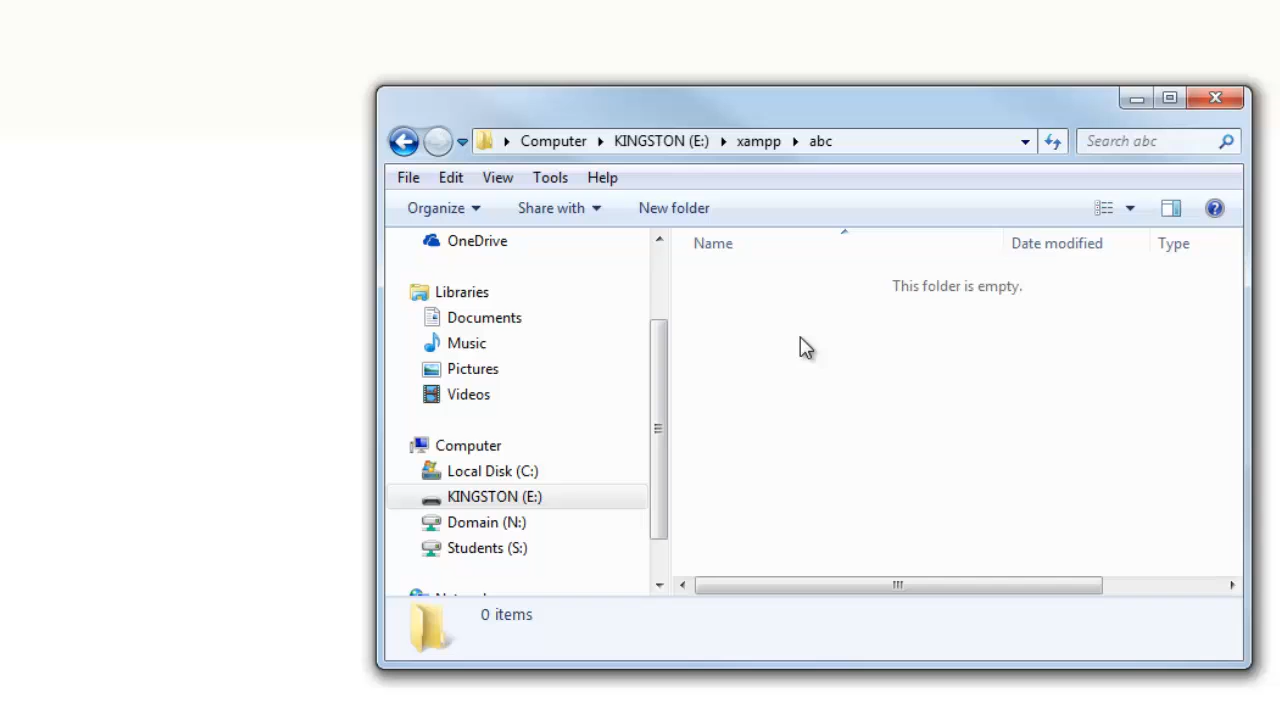 Computer KINGSTON (E:) xampp abc
Search abc
File Edit View Tools Help
Organize Share with New folder
Name Date modified Type
This folder is empty.
OneDrive
Libraries
Documents
Music
Pictures
Videos
Computer
Local Disk (C:)
KINGSTON (E:)
Domain (N:)
Students (S:)
0 items